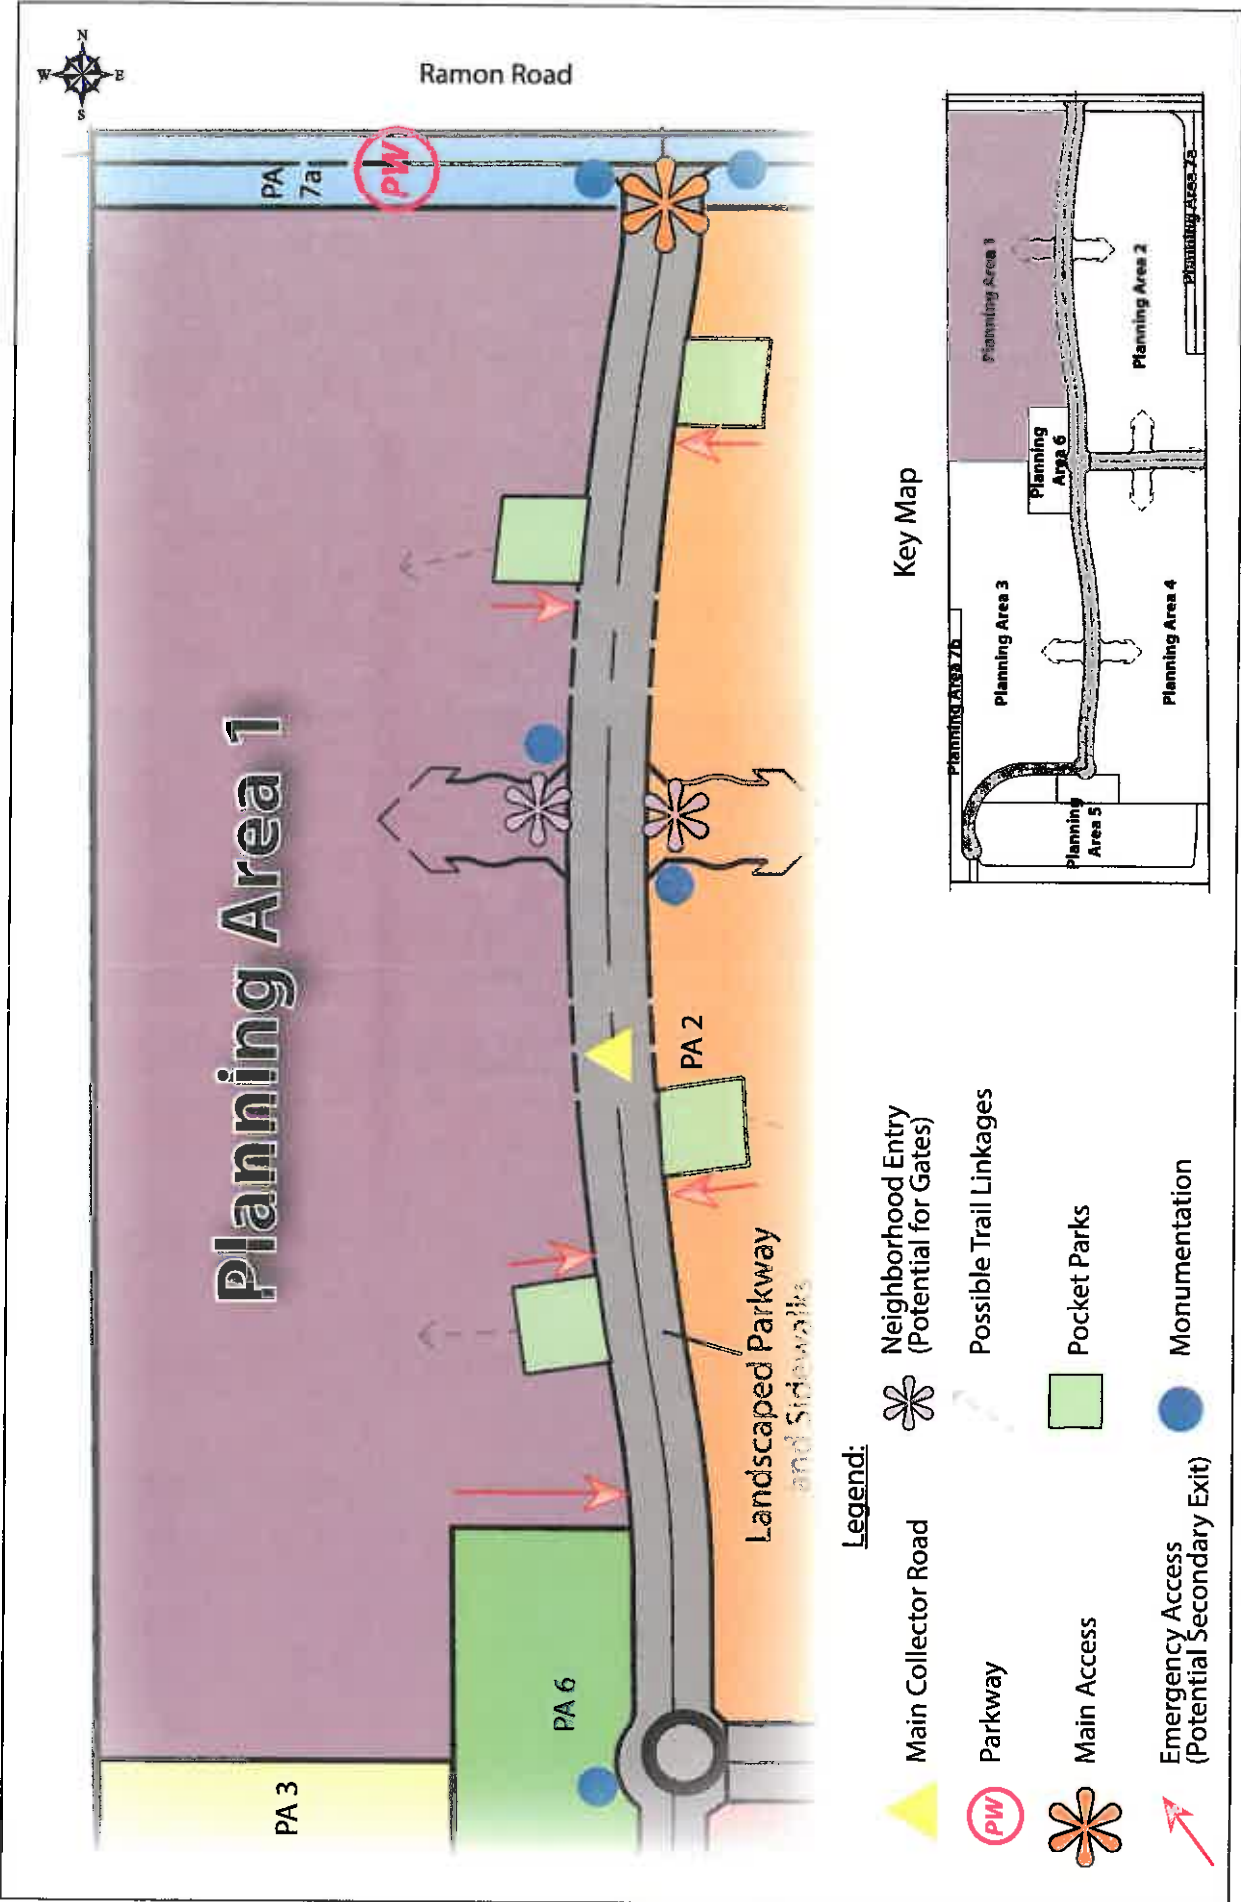 N
W
E
S
Ramon Road
PA
7a
PW
Planning Area 1
PA 2
PA 3
PA 6
Landscaped Parkway
and Sidewalks
Key Map
Planning Area 1
Planning Area 2
Planning Area 7a
Planning
Area 6
Planning Area 3
Planning Area 4
Planning Area 7b
Planning
Area 5
Legend:
Main Collector Road
PW
Parkway
Main Access
Emergency Access
(Potential Secondary Exit)
Neighborhood Entry
(Potential for Gates)
Possible Trail Linkages
Pocket Parks
Monumentation